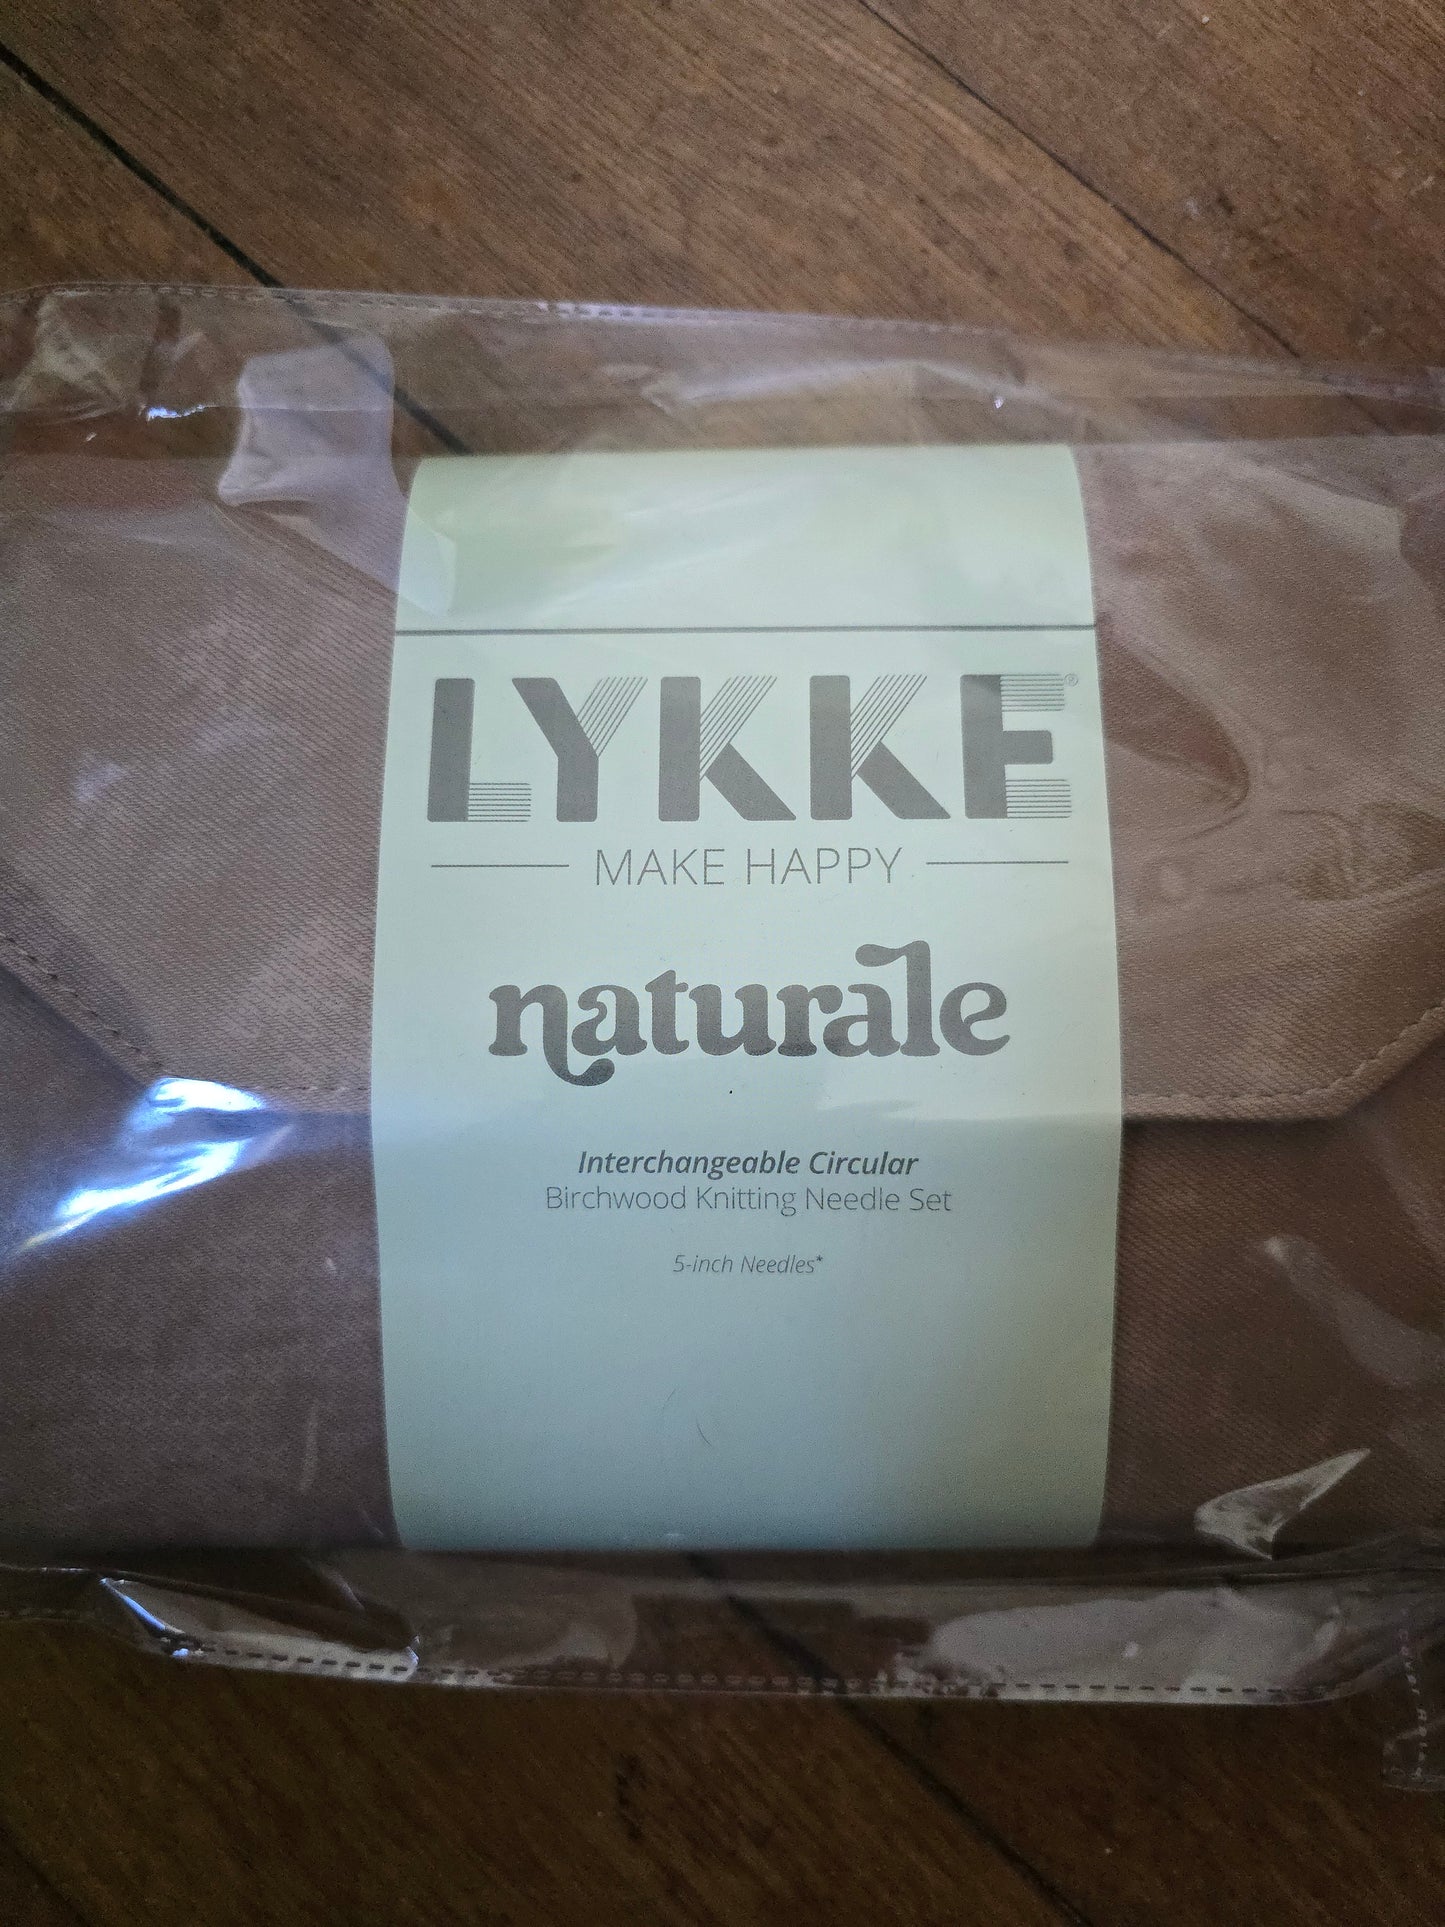 LYKKE®
MAKE HAPPY
naturale
Interchangeable Circular
Birchwood Knitting Needle Set
5-inch Needles*